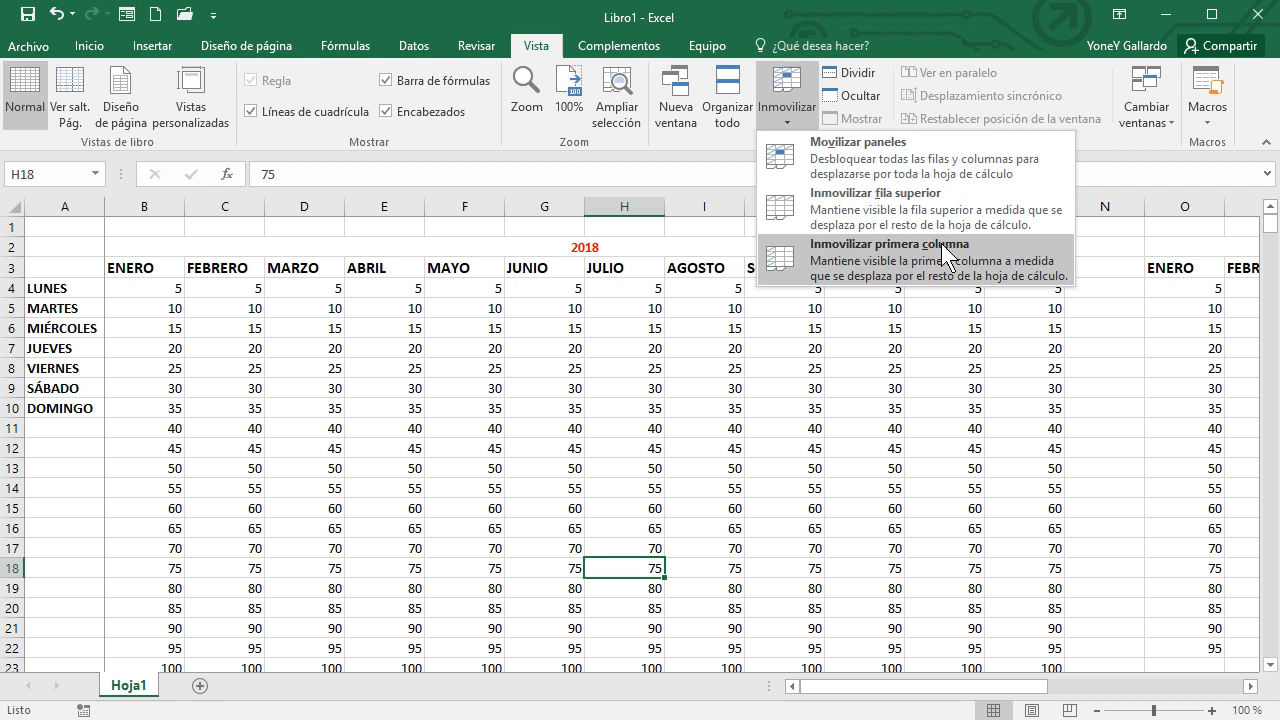 Libro1 - Excel
Archivo Inicio Insertar Diseño de página Fórmulas Datos Revisar Vista Complementos Equipo ¿Qué desea hacer? YoneY Gallardo Compartir
Normal Ver salt. Pág. Diseño de página Vistas personalizadas
Vistas de libro
Regla Barra de fórmulas
Líneas de cuadrícula Encabezados
Mostrar
Zoom 100% Ampliar selección
Zoom
Nueva ventana Organizar todo Inmovilizar
Dividir
Ocultar
Mostrar
Ver en paralelo
Desplazamiento sincrónico
Restablecer posición de la ventana
Cambiar ventanas
Macros
Macros
Movilizar paneles
Desbloquear todas las filas y columnas para
desplazarse por toda la hoja de cálculo
Inmovilizar fila superior
Mantiene visible la fila superior a medida que se
desplaza por el resto de la hoja de cálculo.
Inmovilizar primera columna
Mantiene visible la primera columna a medida
que se desplaza por el resto de la hoja de cálculo.
H18 fx 75
A B C D E F G H I N O
1
2 2018
3 ENERO FEBRERO MARZO ABRIL MAYO JUNIO JULIO AGOSTO S ENERO FEBR
4 LUNES 5 5 5 5 5 5 5 5 5 5 5 5 5
5 MARTES 10 10 10 10 10 10 10 10 10 10 10 10 10
6 MIÉRCOLES 15 15 15 15 15 15 15 15 15 15 15 15 15
7 JUEVES 20 20 20 20 20 20 20 20 20 20 20 20 20
8 VIERNES 25 25 25 25 25 25 25 25 25 25 25 25 25
9 SÁBADO 30 30 30 30 30 30 30 30 30 30 30 30 30
10 DOMINGO 35 35 35 35 35 35 35 35 35 35 35 35 35
11 40 40 40 40 40 40 40 40 40 40 40 40 40
12 45 45 45 45 45 45 45 45 45 45 45 45 45
13 50 50 50 50 50 50 50 50 50 50 50 50 50
14 55 55 55 55 55 55 55 55 55 55 55 55 55
15 60 60 60 60 60 60 60 60 60 60 60 60 60
16 65 65 65 65 65 65 65 65 65 65 65 65 65
17 70 70 70 70 70 70 70 70 70 70 70 70 70
18 75 75 75 75 75 75 75 75 75 75 75 75 75
19 80 80 80 80 80 80 80 80 80 80 80 80 80
20 85 85 85 85 85 85 85 85 85 85 85 85 85
21 90 90 90 90 90 90 90 90 90 90 90 90 90
22 95 95 95 95 95 95 95 95 95 95 95 95 95
23 100 100 100 100 100 100 100 100 100 100 100 100
Hoja1
Listo 100 %